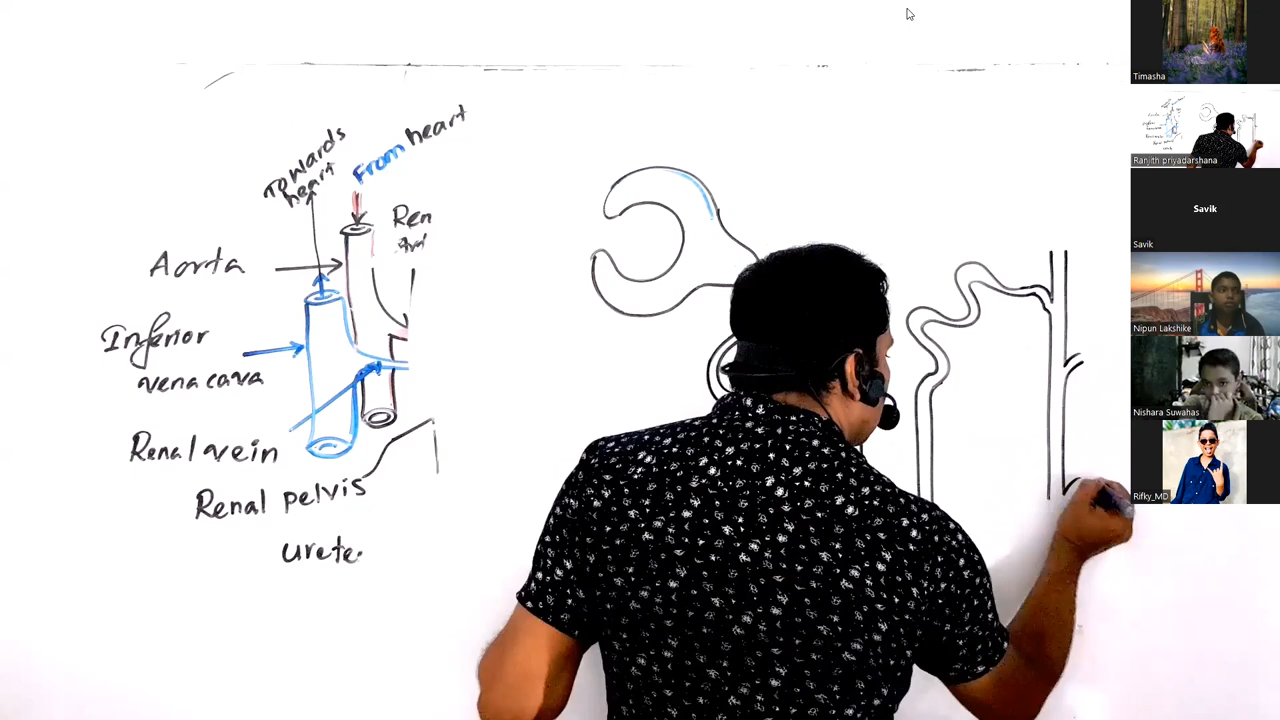 Towards
heart
From heart
Ren
Aorta
Inferior
vena cava
Renal vein
Renal pelvis
urete
Timasha
Ranjith priyadarshana
Savik
Savik
Nipun Lakshike
Nishara Suwahas
Rifky_MD